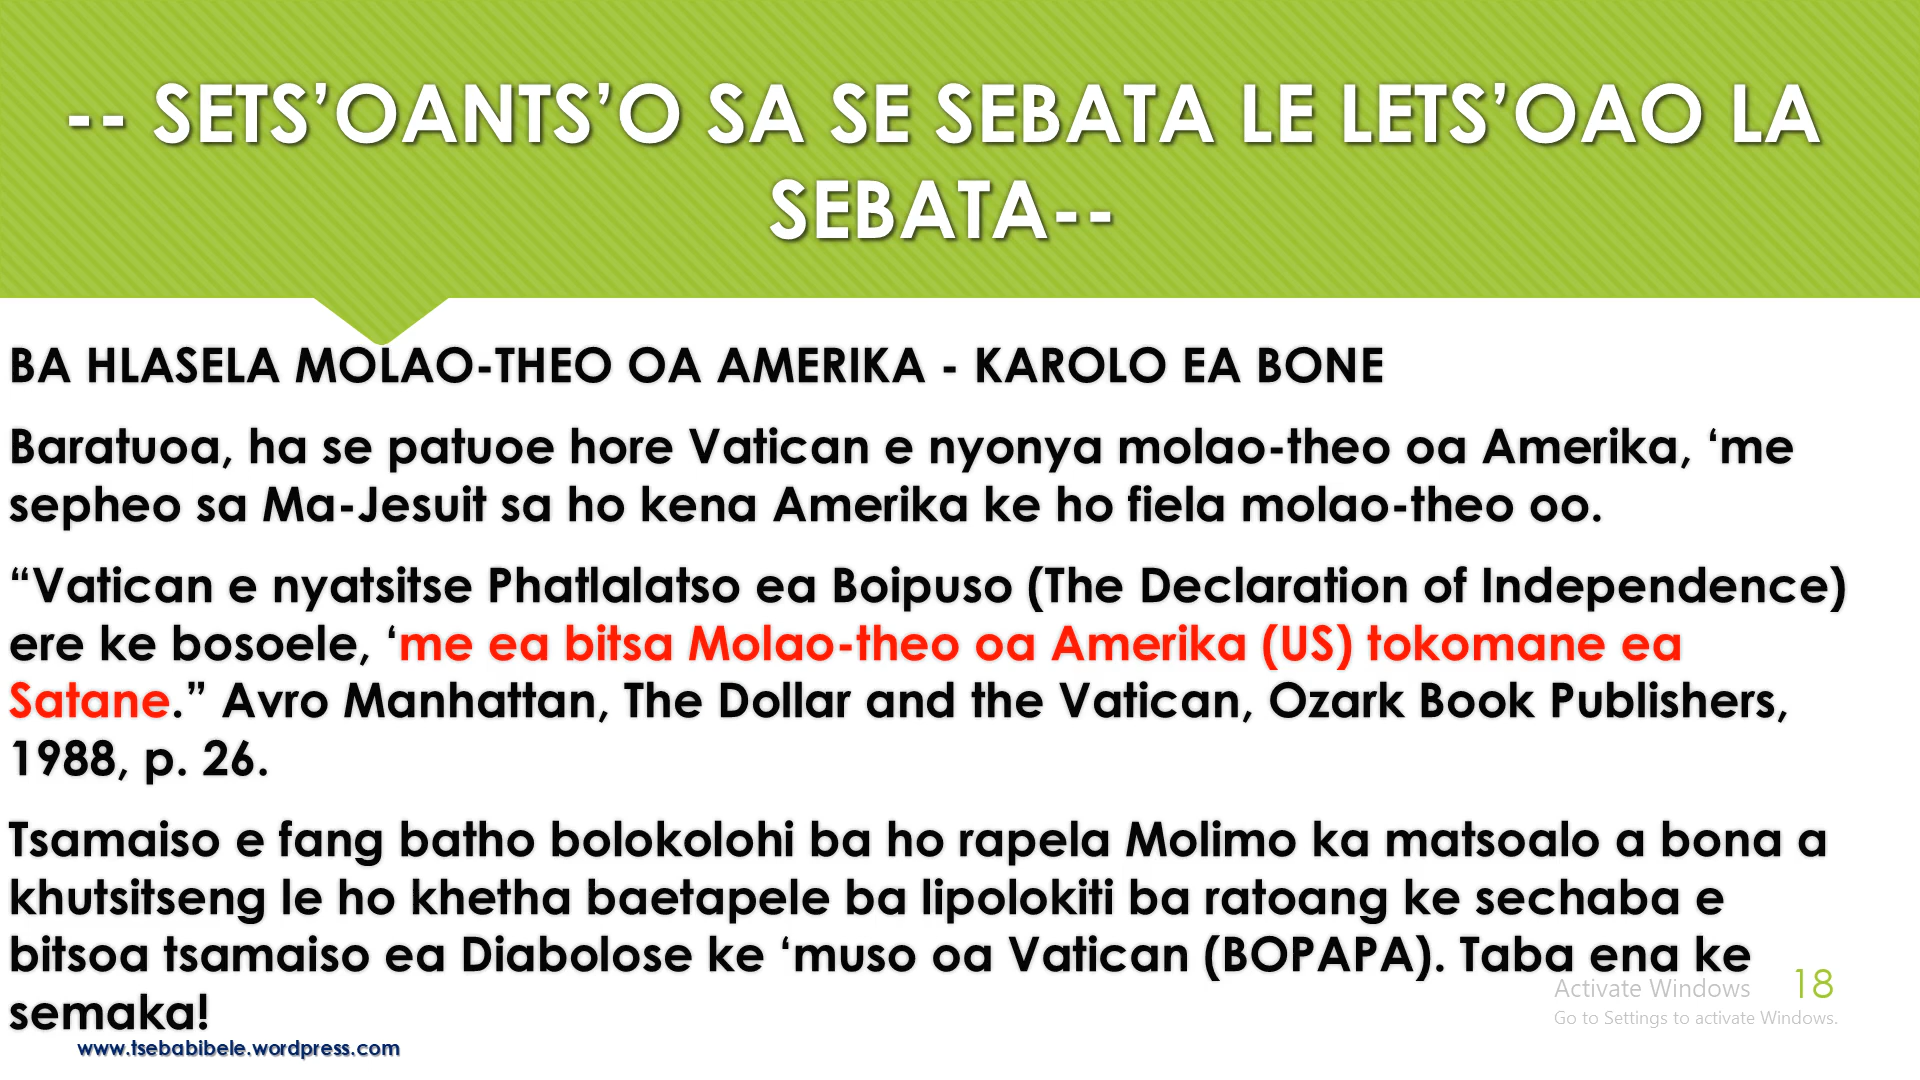 -- SETS’OANTS’O SA SE SEBATA LE LETS’OAO LA
SEBATA--
BA HLASELA MOLAO-THEO OA AMERIKA - KAROLO EA BONE
Baratuoa, ha se patuoe hore Vatican e nyonya molao-theo oa Amerika, ‘me
sepheo sa Ma-Jesuit sa ho kena Amerika ke ho fiela molao-theo oo.
“Vatican e nyatsitse Phatlalatso ea Boipuso (The Declaration of Independence)
ere ke bosoele, ‘me ea bitsa Molao-theo oa Amerika (US) tokomane ea
Satane.” Avro Manhattan, The Dollar and the Vatican, Ozark Book Publishers,
1988, p. 26.
Tsamaiso e fang batho bolokolohi ba ho rapela Molimo ka matsoalo a bona a
khutsitseng le ho khetha baetapele ba lipolokiti ba ratoang ke sechaba e
bitsoa tsamaiso ea Diabolose ke ‘muso oa Vatican (BOPAPA). Taba ena ke
semaka!
Activate Windows
18
Go to Settings to activate Windows.
www.tsebabibele.wordpress.com